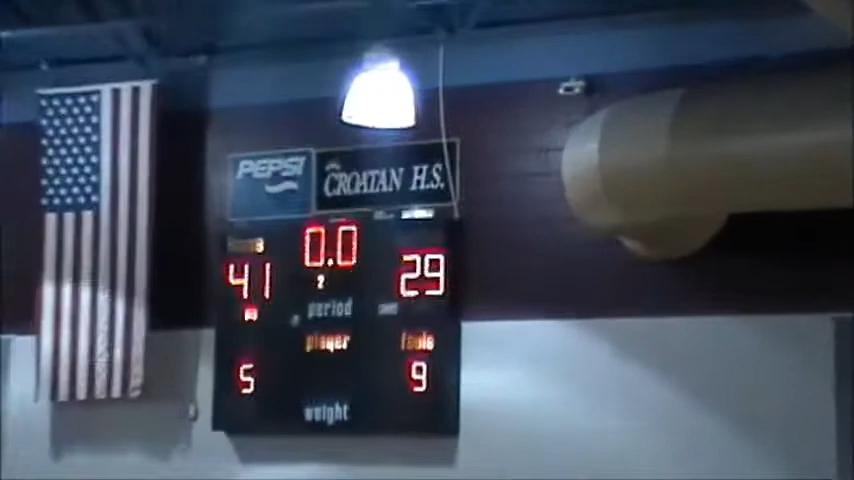 PEPSI
CROATAN H.S.
0.0
41 29
2
period
player fouls
5 9
weight